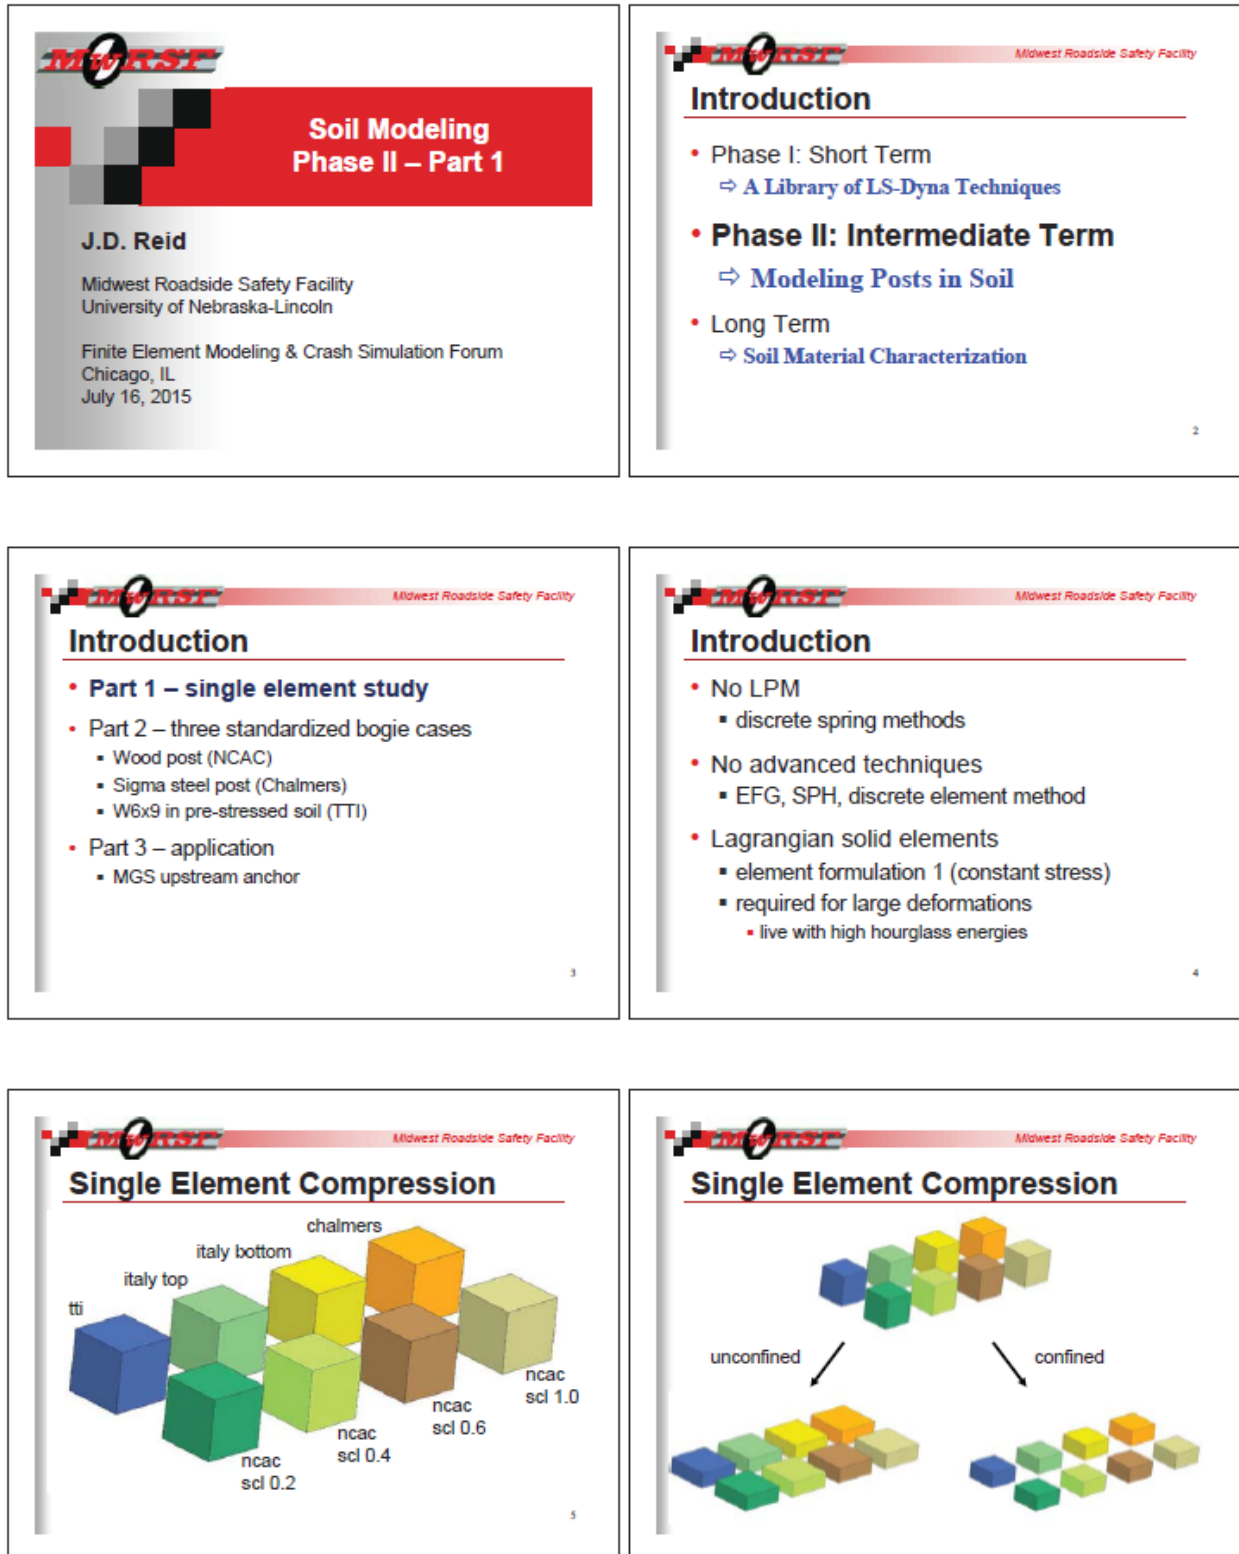 MwRSF
Soil Modeling
Phase II – Part 1
J.D. Reid
Midwest Roadside Safety Facility
University of Nebraska-Lincoln
Finite Element Modeling & Crash Simulation Forum
Chicago, IL
July 16, 2015
MwRSF
Midwest Roadside Safety Facility
Introduction
• Phase I: Short Term
⇨ A Library of LS-Dyna Techniques
• Phase II: Intermediate Term
⇨ Modeling Posts in Soil
• Long Term
⇨ Soil Material Characterization
2
MwRSF
Midwest Roadside Safety Facility
Introduction
• Part 1 – single element study
• Part 2 – three standardized bogie cases
▪ Wood post (NCAC)
▪ Sigma steel post (Chalmers)
▪ W6x9 in pre-stressed soil (TTI)
• Part 3 – application
▪ MGS upstream anchor
3
MwRSF
Midwest Roadside Safety Facility
Introduction
• No LPM
▪ discrete spring methods
• No advanced techniques
▪ EFG, SPH, discrete element method
• Lagrangian solid elements
▪ element formulation 1 (constant stress)
▪ required for large deformations
▪ live with high hourglass energies
4
MwRSF
Midwest Roadside Safety Facility
Single Element Compression
chalmers
italy bottom
italy top
tti
ncac
scl 1.0
ncac
scl 0.6
ncac
scl 0.4
ncac
scl 0.2
5
MwRSF
Midwest Roadside Safety Facility
Single Element Compression
unconfined
confined